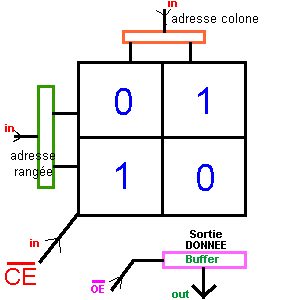 in
adresse colone
0 1
in
adresse
rangée
1 0
in
CE
Sortie
DONNEE
OE
Buffer
out